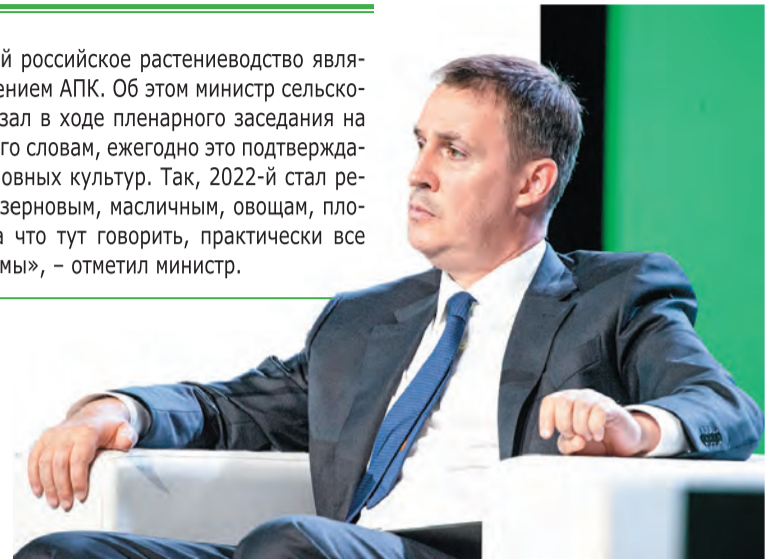 й российское растениеводство явля-
ением АПК. Об этом министр сельско-
зал в ходе пленарного заседания на
го словам, ежегодно это подтвержда-
овных культур. Так, 2022-й стал ре-
зерновым, масличным, овощам, пло-
а что тут говорить, практически все
мы», – отметил министр.